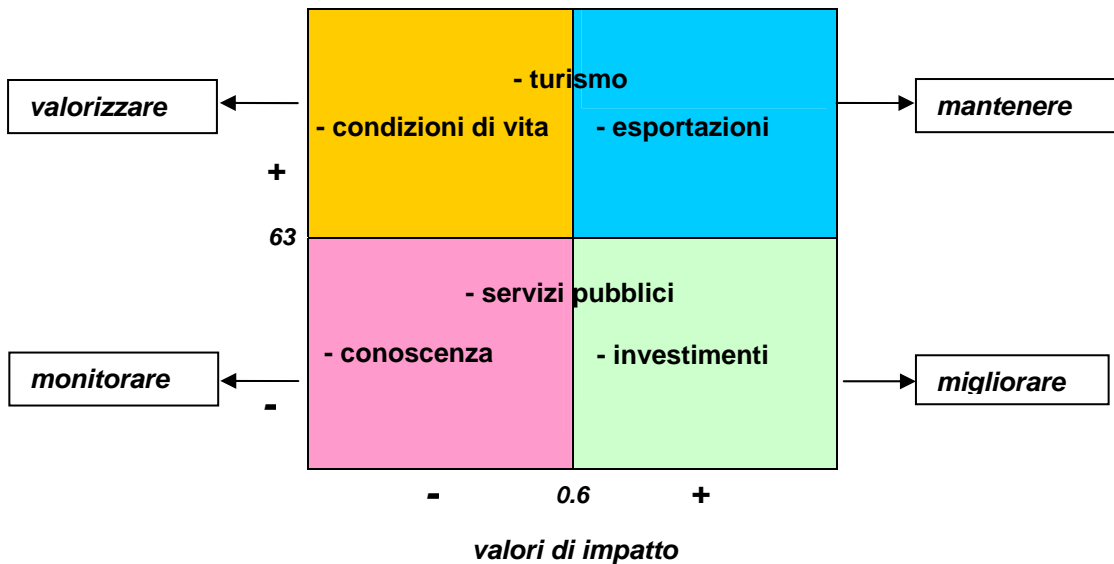 - turismo
valorizzare
mantenere
- condizioni di vita
- esportazioni
+
63
- servizi pubblici
- conoscenza
- investimenti
monitorare
migliorare
-
- 0.6 +
valori di impatto